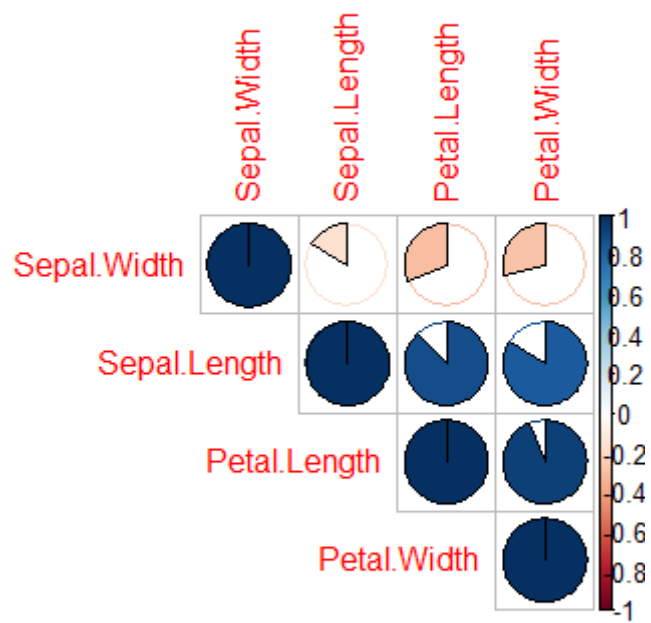 Sepal.Width
Sepal.Length
Petal.Length
Petal.Width
Sepal.Width
Sepal.Length
Petal.Length
Petal.Width
1
0.8
0.6
0.4
0.2
0
-0.2
-0.4
-0.6
-0.8
-1